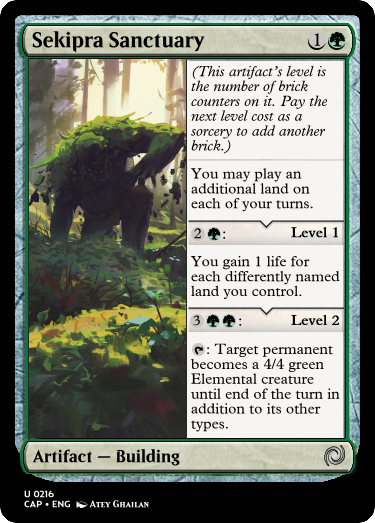 Sekipra Sanctuary 1
(This artifact's level is
the number of brick
counters on it. Pay the
next level cost as a
sorcery to add another
brick.)
You may play an
additional land on
each of your turns.
2 : Level 1
You gain 1 life for
each differently named
land you control.
3 : Level 2
: Target permanent
becomes a 4/4 green
Elemental creature
until end of the turn in
addition to its other
types.
Artifact — Building
U 0216
CAP • ENG Atey Ghailan